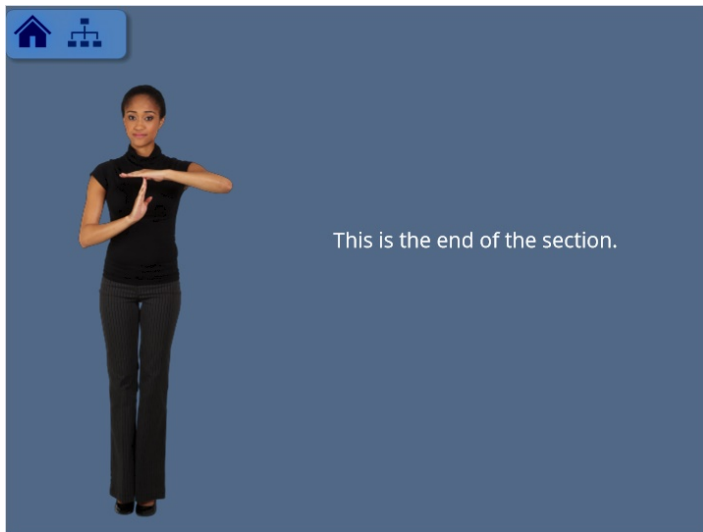 This is the end of the section.